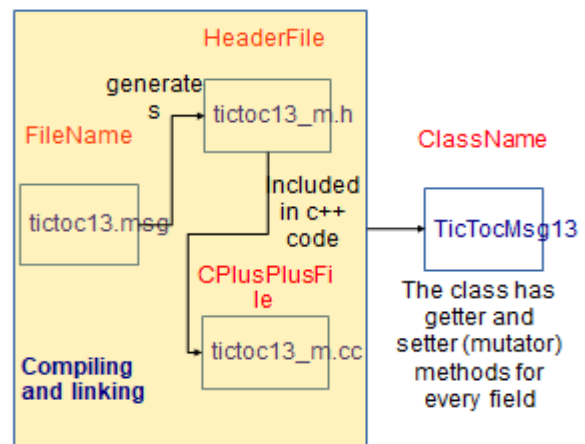 HeaderFile
generate
s
tictoc13_m.h
FileName
tictoc13.msg
Included
in c++
code
CPlusPlusFi
le
tictoc13_m.cc
Compiling
and linking
ClassName
TicTocMsg13
The class has
getter and
setter (mutator)
methods for
every field